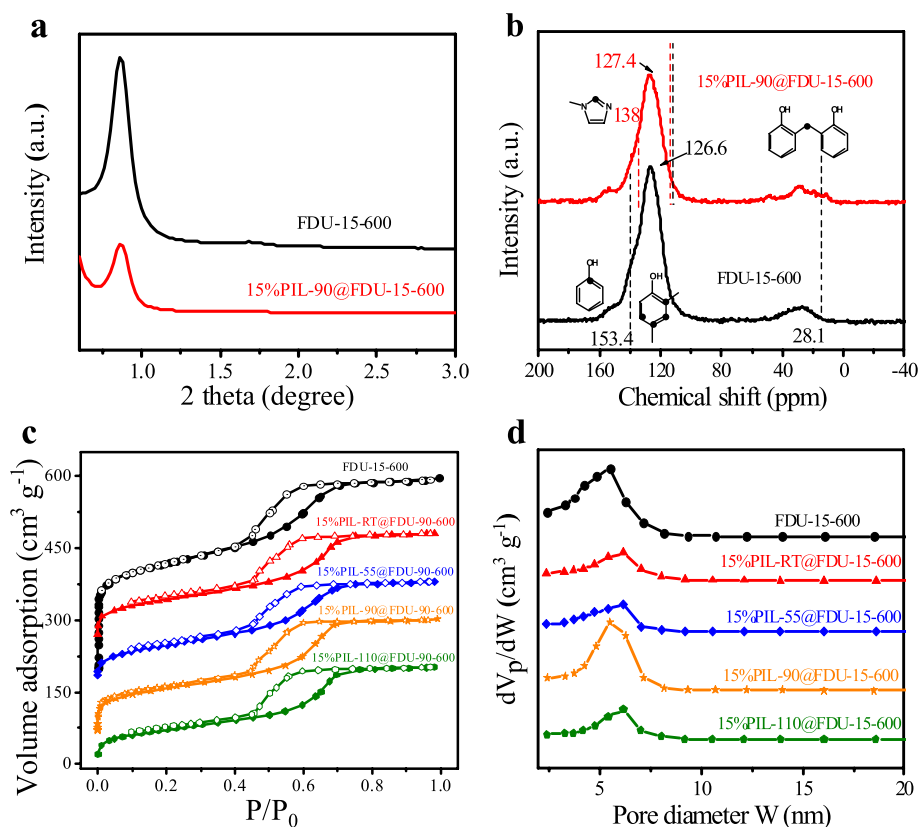 a
Intensity (a.u.)
FDU-15-600
15%PIL-90@FDU-15-600
1.0 1.5 2.0 2.5 3.0
2 theta (degree)
b
Intensity (a.u.)
127.4
15%PIL-90@FDU-15-600
N
N
138
OH OH
126.6
OH
OH
FDU-15-600
153.4
28.1
200 160 120 80 40 0 -40
Chemical shift (ppm)
c
Volume adsorption (cm³ g⁻¹)
600
450
300
150
0
FDU-15-600
15%PIL-RT@FDU-90-600
15%PIL-55@FDU-90-600
15%PIL-90@FDU-90-600
15%PIL-110@FDU-90-600
0.0 0.2 0.4 0.6 0.8 1.0
P/P₀
d
dVp/dW (cm³ g⁻¹)
FDU-15-600
15%PIL-RT@FDU-15-600
15%PIL-55@FDU-15-600
15%PIL-90@FDU-15-600
15%PIL-110@FDU-15-600
5 10 15 20
Pore diameter W (nm)